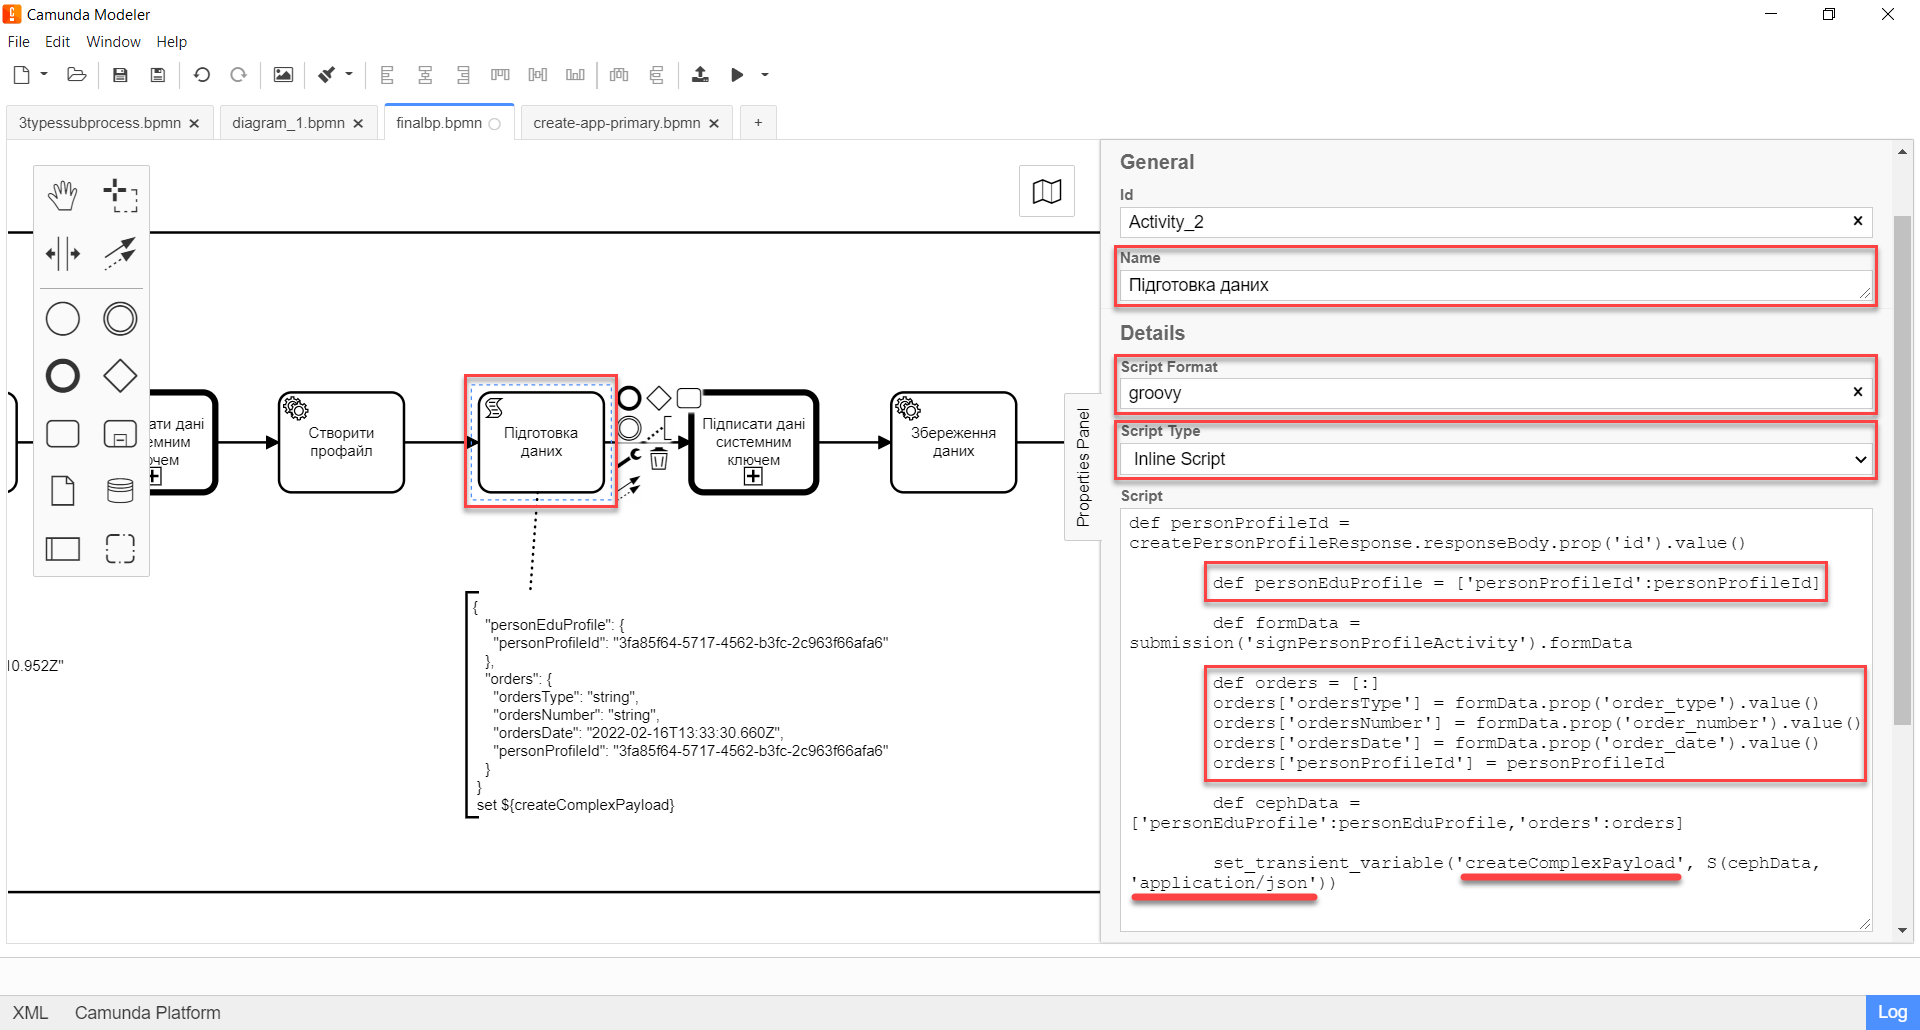 Camunda Modeler
File Edit Window Help
3typessubprocess.bpmn
diagram_1.bpmn
finalbp.bpmn
create-app-primary.bpmn
+
ати дані
ємним
ючем
Створити
профайл
Підготовка
даних
Підписати дані
системним
ключем
Збереження
даних
{
"personEduProfile": {
"personProfileId": "3fa85f64-5717-4562-b3fc-2c963f66afa6"
},
"orders": {
"ordersType": "string",
"ordersNumber": "string",
"ordersDate": "2022-02-16T13:33:30.660Z",
"personProfileId": "3fa85f64-5717-4562-b3fc-2c963f66afa6"
}
}
set ${createComplexPayload}
10.952Z"
Properties Panel
General
Id
Activity_2
Name
Підготовка даних
Details
Script Format
groovy
Script Type
Inline Script
Script
def personProfileId =
createPersonProfileResponse.responseBody.prop('id').value()
def personEduProfile = ['personProfileId':personProfileId]
def formData =
submission('signPersonProfileActivity').formData
def orders = [:]
orders['ordersType'] = formData.prop('order_type').value()
orders['ordersNumber'] = formData.prop('order_number').value()
orders['ordersDate'] = formData.prop('order_date').value()
orders['personProfileId'] = personProfileId
def cephData =
['personEduProfile':personEduProfile,'orders':orders]
set_transient_variable('createComplexPayload', S(cephData,
'application/json'))
XML Camunda Platform
Log